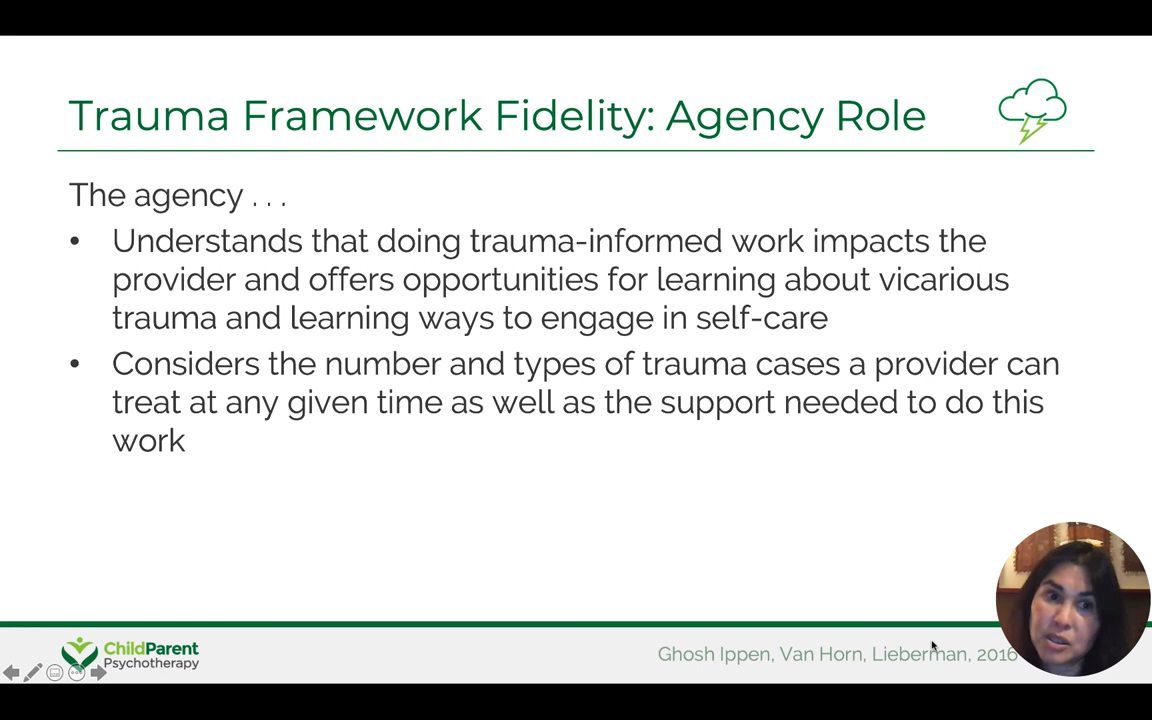 Trauma Framework Fidelity: Agency Role
The agency . . .
• Understands that doing trauma-informed work impacts the
provider and offers opportunities for learning about vicarious
trauma and learning ways to engage in self-care
• Considers the number and types of trauma cases a provider can
treat at any given time as well as the support needed to do this
work
ChildParent
Psychotherapy
Ghosh Ippen, Van Horn, Lieberman, 2016